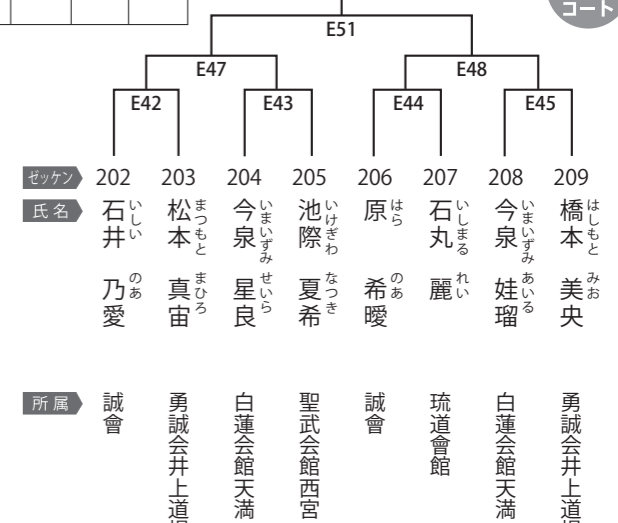 コート
E51
E47 E48
E42 E43 E44 E45
ゼッケン 202 203 204 205 206 207 208 209
氏名
石井 乃愛 いしい のあ
松本 真宙 まつもと まひろ
今泉 星良 いまいずみ せいら
池際 夏希 いけぎわ なつき
原 希曖 はら のあ
石丸 麗 いしまる れい
今泉 娃瑠 いまいずみ あいる
橋本 美央 はしもと みお
所属
誠會
勇誠会井上道場
白蓮会館天満
聖武会館西宮
誠會
琉道會館
白蓮会館天満
勇誠会井上道場